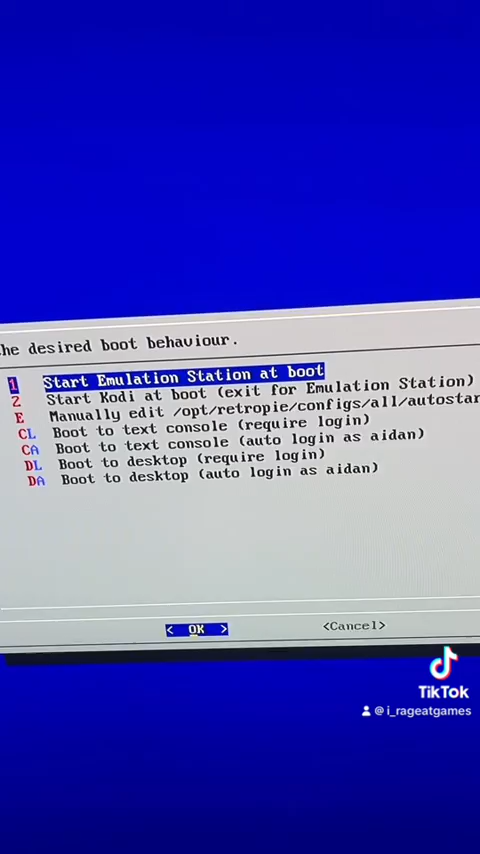 he desired boot behaviour.
1 Start Emulation Station at boot
2 Start Kodi at boot (exit for Emulation Station)
E Manually edit /opt/retropie/configs/all/autostar
CL Boot to text console (require login)
CA Boot to text console (auto login as aidan)
DL Boot to desktop (require login)
DA Boot to desktop (auto login as aidan)
< OK > <Cancel>
TikTok
@i_rageatgames